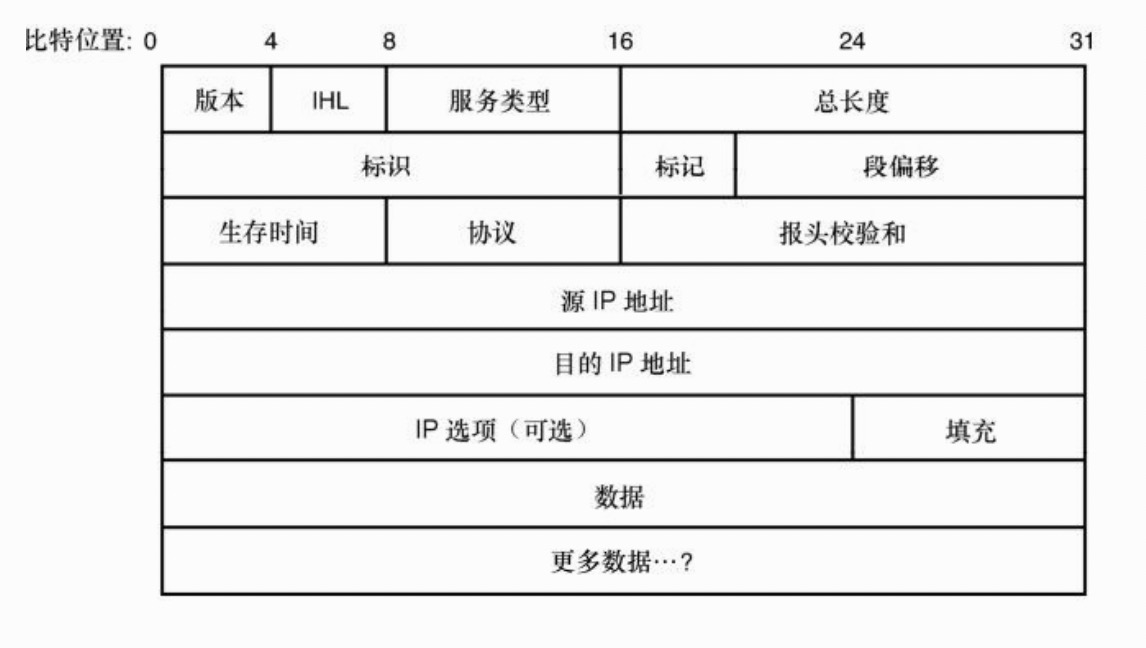 比特位置: 0 4 8 16 24 31
版本 IHL 服务类型 总长度
标识 标记 段偏移
生存时间 协议 报头校验和
源 IP 地址
目的 IP 地址
IP 选项（可选） 填充
数据
更多数据…?